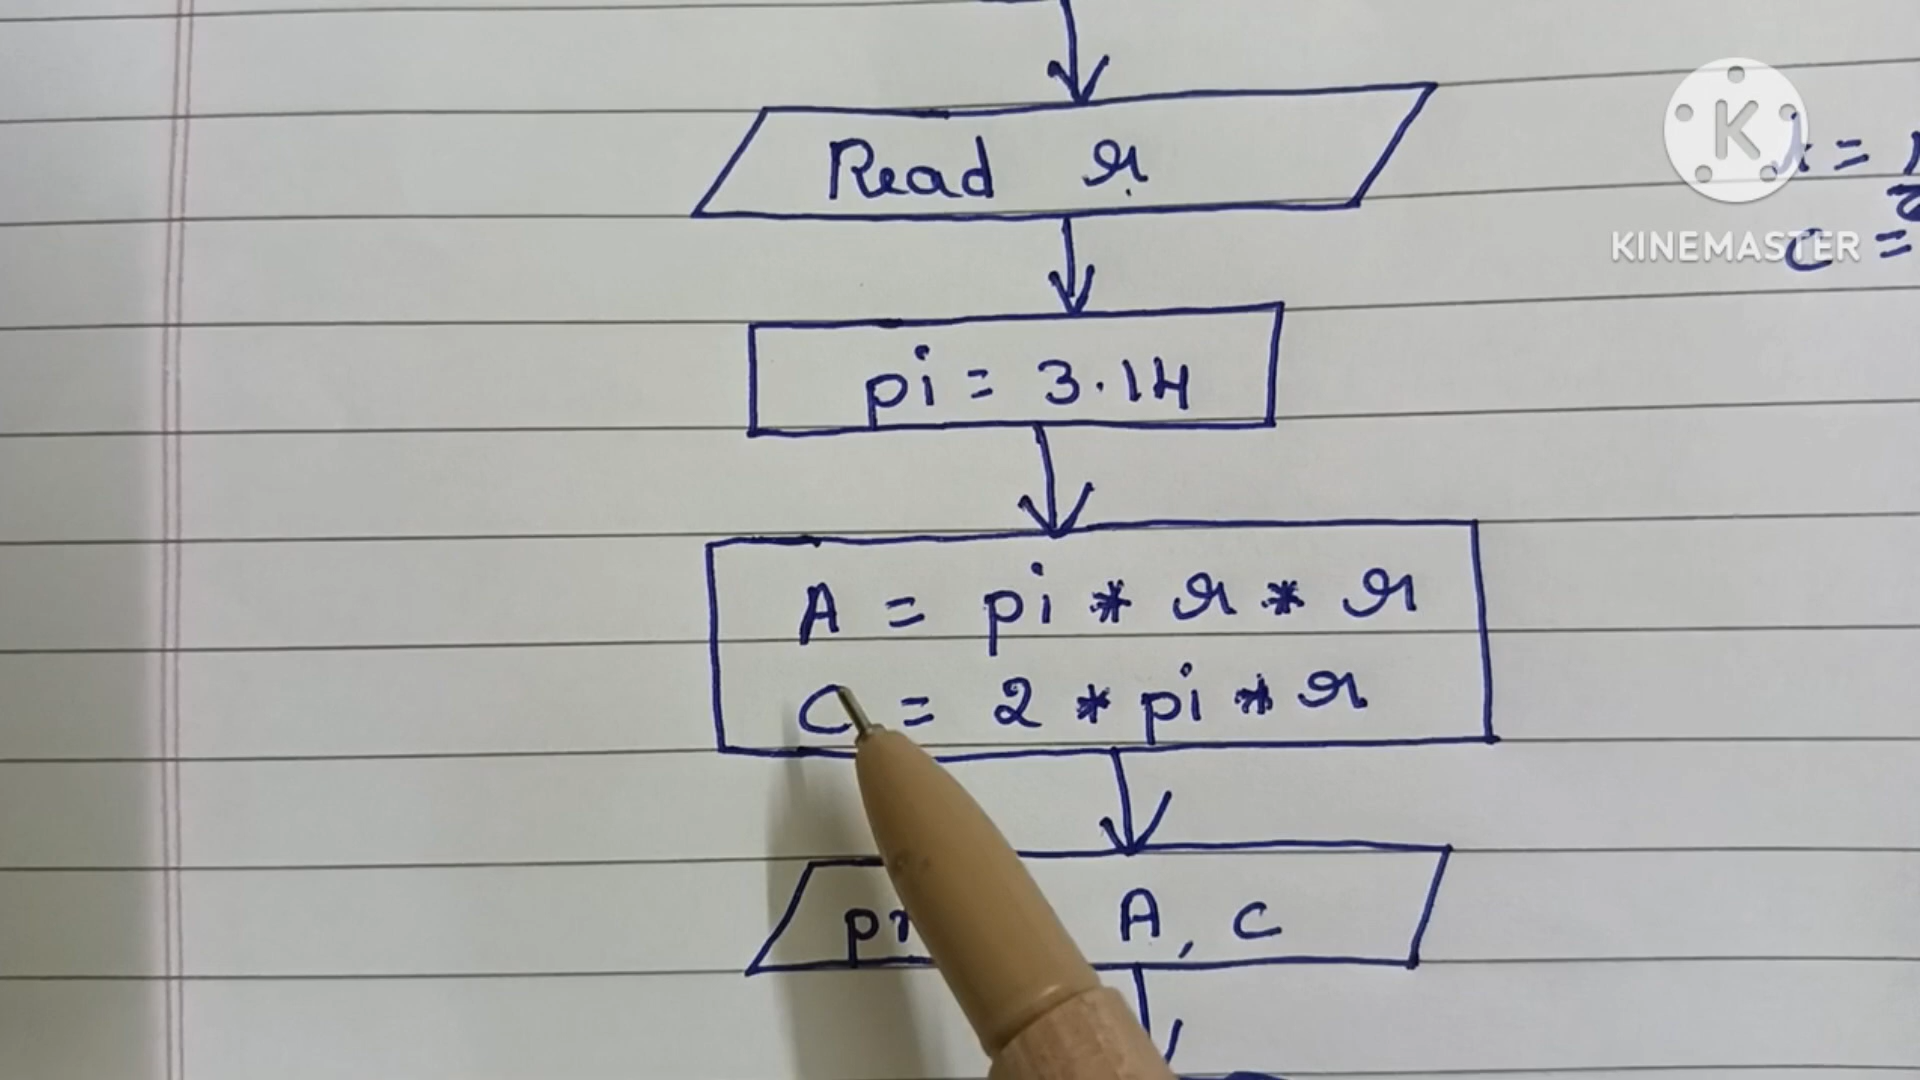 Read r
pi = 3.14
A = pi * r * r
C = 2 * pi * r
A, C
K
KINEMASTER
C =